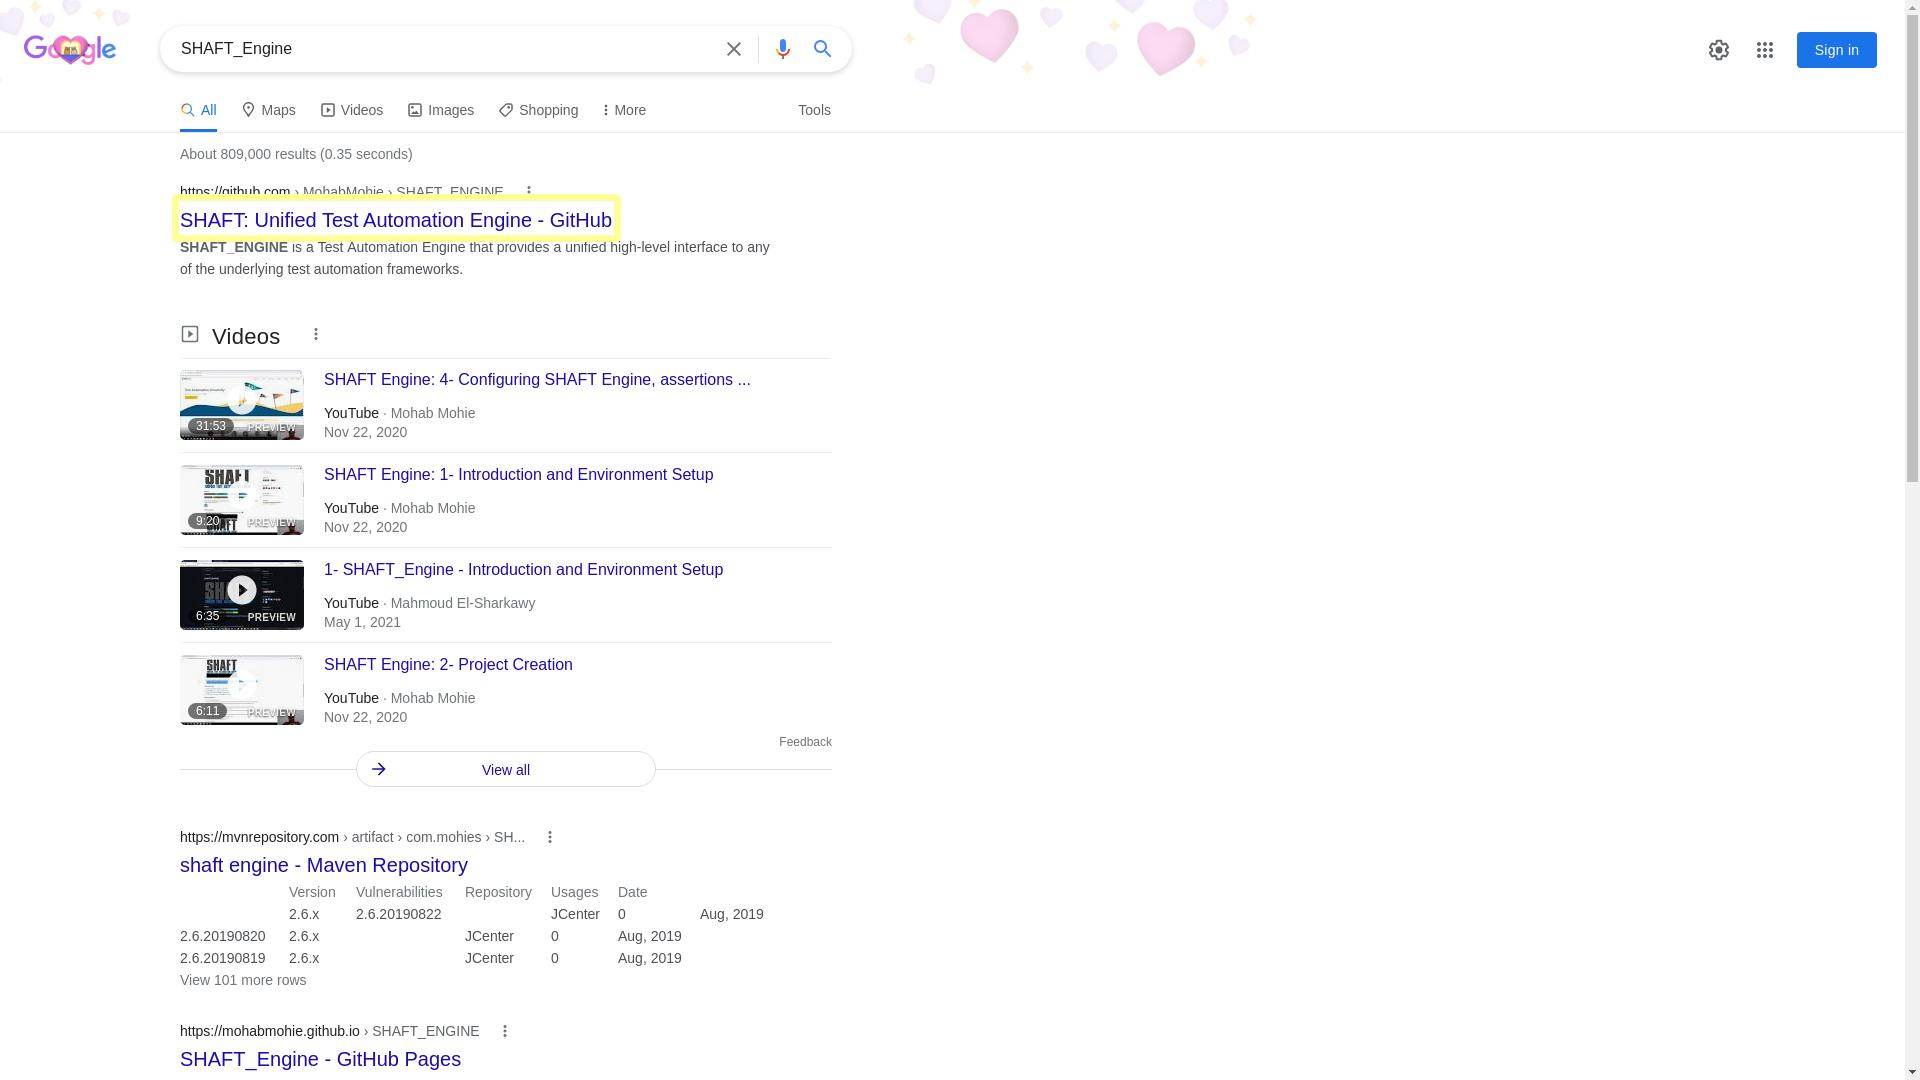 Google
SHAFT_Engine
Sign in
All Maps Videos Images Shopping More Tools
About 809,000 results (0.35 seconds)
https://github.com › MohabMohie › SHAFT_ENGINE
SHAFT: Unified Test Automation Engine - GitHub
SHAFT_ENGINE is a Test Automation Engine that provides a unified high-level interface to any
of the underlying test automation frameworks.
Videos
SHAFT Engine: 4- Configuring SHAFT Engine, assertions ...
31:53 PREVIEW
YouTube · Mohab Mohie
Nov 22, 2020
SHAFT
SHAFT Engine: 1- Introduction and Environment Setup
9:20 PREVIEW
YouTube · Mohab Mohie
Nov 22, 2020
1- SHAFT_Engine - Introduction and Environment Setup
6:35 PREVIEW
YouTube · Mahmoud El-Sharkawy
May 1, 2021
SHAFT
SHAFT Engine: 2- Project Creation
6:11 PREVIEW
YouTube · Mohab Mohie
Nov 22, 2020
Feedback
View all
https://mvnrepository.com › artifact › com.mohies › SH...
shaft engine - Maven Repository
Version Vulnerabilities Repository Usages Date
2.6.x 2.6.20190822 JCenter 0 Aug, 2019
2.6.20190820 2.6.x JCenter 0 Aug, 2019
2.6.20190819 2.6.x JCenter 0 Aug, 2019
View 101 more rows
https://mohabmohie.github.io › SHAFT_ENGINE
SHAFT_Engine - GitHub Pages